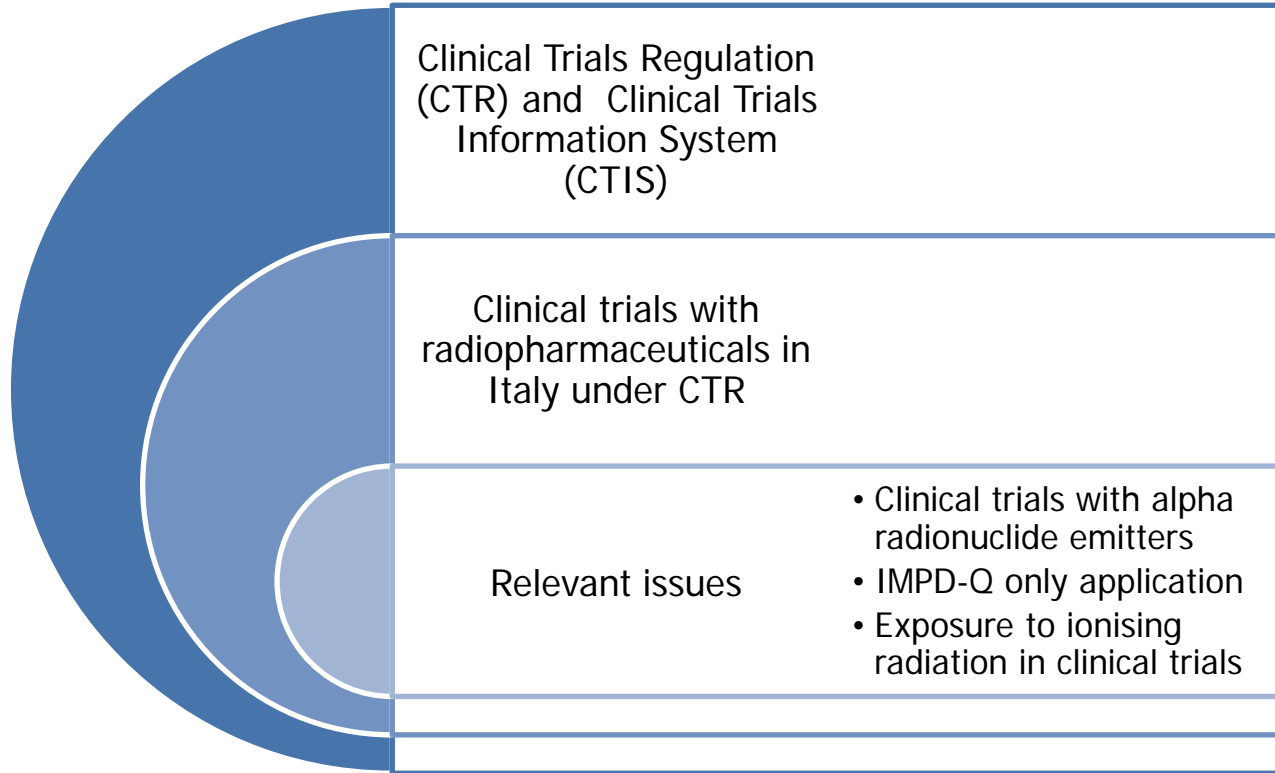 Clinical Trials Regulation
(CTR) and Clinical Trials
Information System
(CTIS)
Clinical trials with
radiopharmaceuticals in
Italy under CTR
Relevant issues
• Clinical trials with alpha
radionuclide emitters
• IMPD-Q only application
• Exposure to ionising
radiation in clinical trials